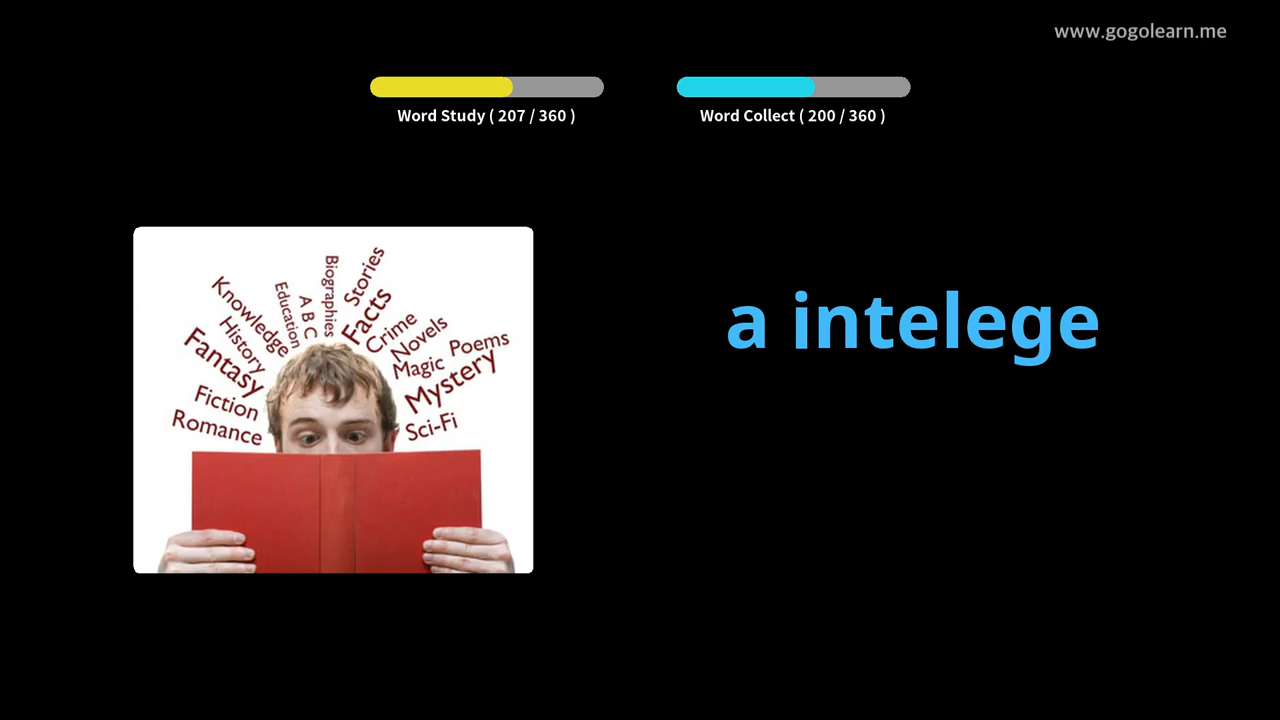 www.gogolearn.me
Word Study ( 207 / 360 )
Word Collect ( 200 / 360 )
a intelege
Knowledge
History
Fantasy
Fiction
Romance
Education
A B C
Biographies
Stories
Facts
Crime
Novels
Magic
Poems
Mystery
Sci-Fi